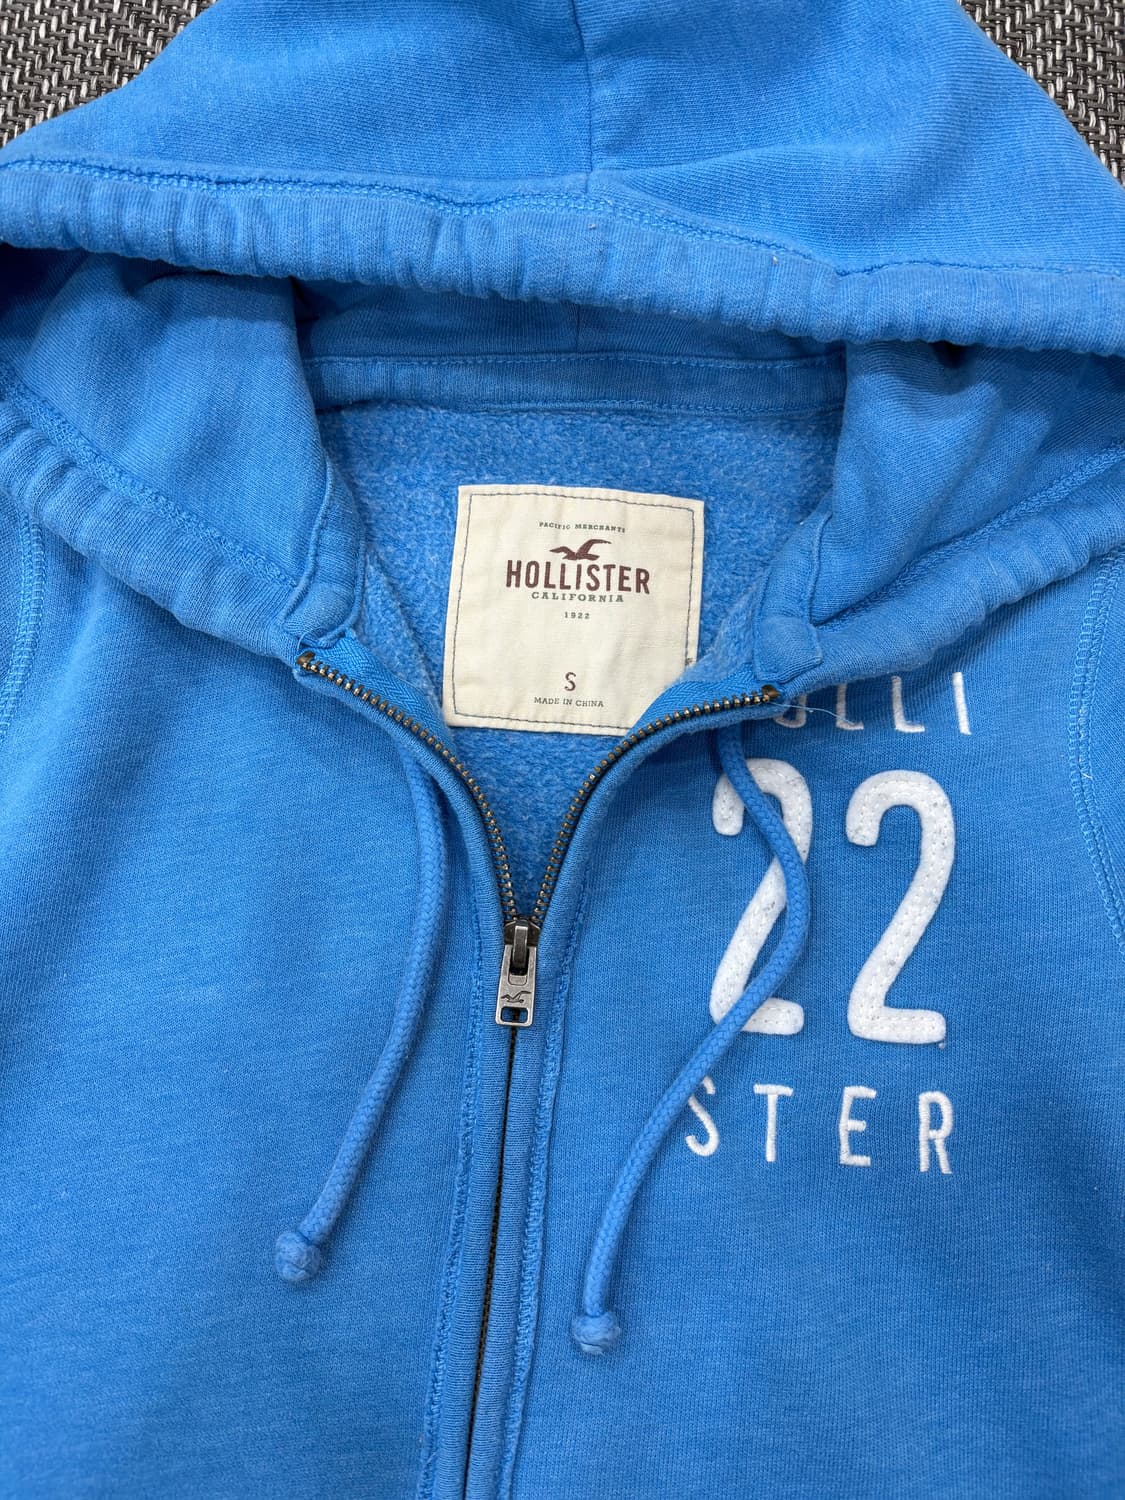 PACIFIC MERCHANTS
HOLLISTER
CALIFORNIA
1922
S
MADE IN CHINA
OLLI
22
STER